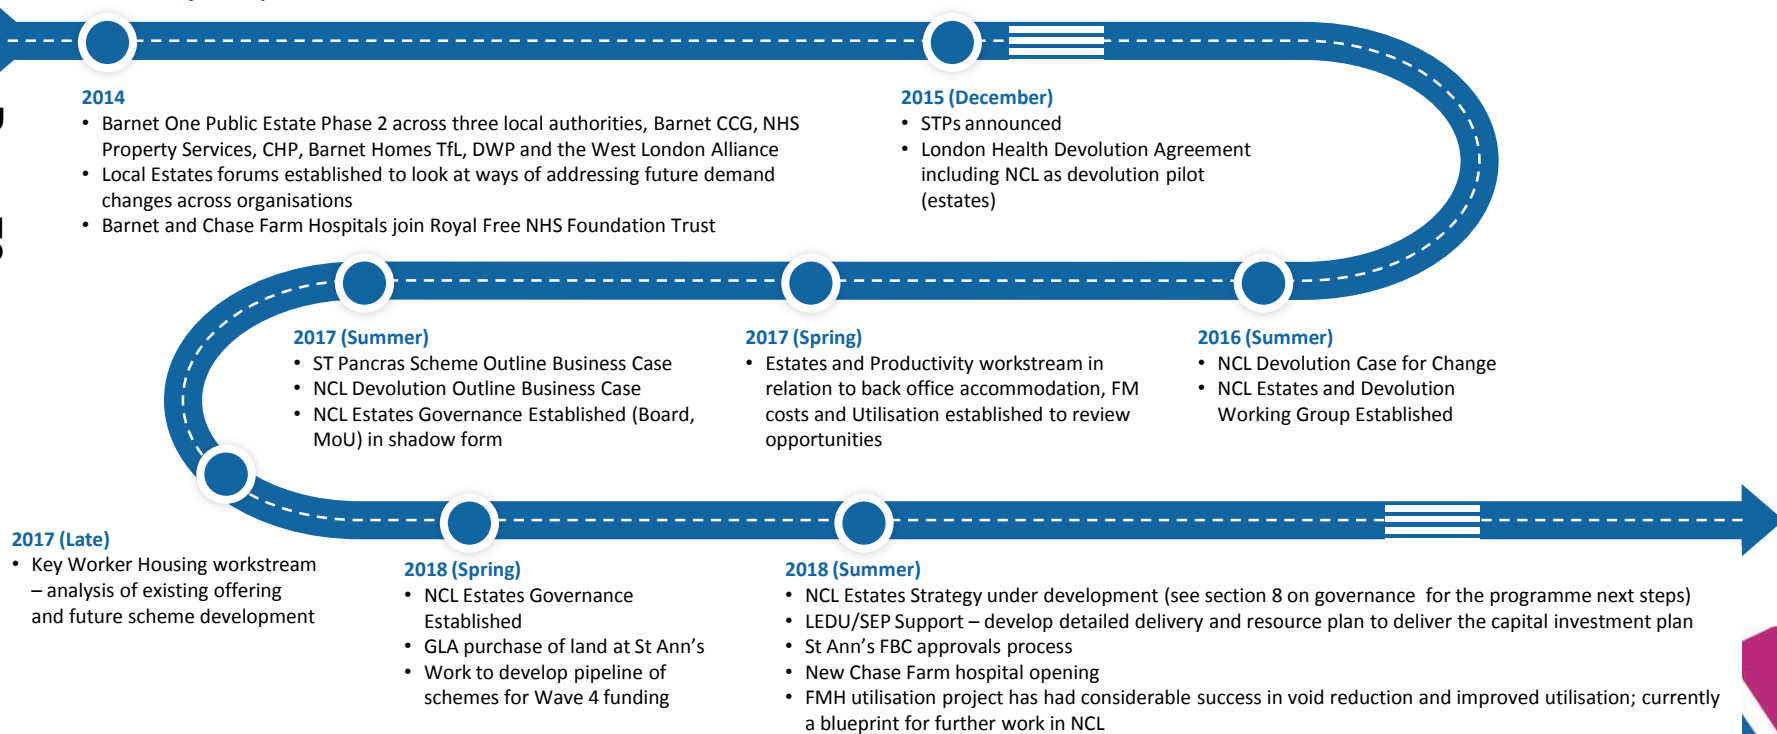 2014
• Barnet One Public Estate Phase 2 across three local authorities, Barnet CCG, NHS
Property Services, CHP, Barnet Homes TfL, DWP and the West London Alliance
• Local Estates forums established to look at ways of addressing future demand
changes across organisations
• Barnet and Chase Farm Hospitals join Royal Free NHS Foundation Trust
2015 (December)
• STPs announced
• London Health Devolution Agreement
including NCL as devolution pilot
(estates)
2016 (Summer)
• NCL Devolution Case for Change
• NCL Estates and Devolution
Working Group Established
2017 (Spring)
• Estates and Productivity workstream in
relation to back office accommodation, FM
costs and Utilisation established to review
opportunities
2017 (Summer)
• ST Pancras Scheme Outline Business Case
• NCL Devolution Outline Business Case
• NCL Estates Governance Established (Board,
MoU) in shadow form
2017 (Late)
• Key Worker Housing workstream
– analysis of existing offering
and future scheme development
2018 (Spring)
• NCL Estates Governance
Established
• GLA purchase of land at St Ann's
• Work to develop pipeline of
schemes for Wave 4 funding
2018 (Summer)
• NCL Estates Strategy under development (see section 8 on governance  for the programme next steps)
• LEDU/SEP Support – develop detailed delivery and resource plan to deliver the capital investment plan
• St Ann's FBC approvals process
• New Chase Farm hospital opening
• FMH utilisation project has had considerable success in void reduction and improved utilisation; currently
a blueprint for further work in NCL